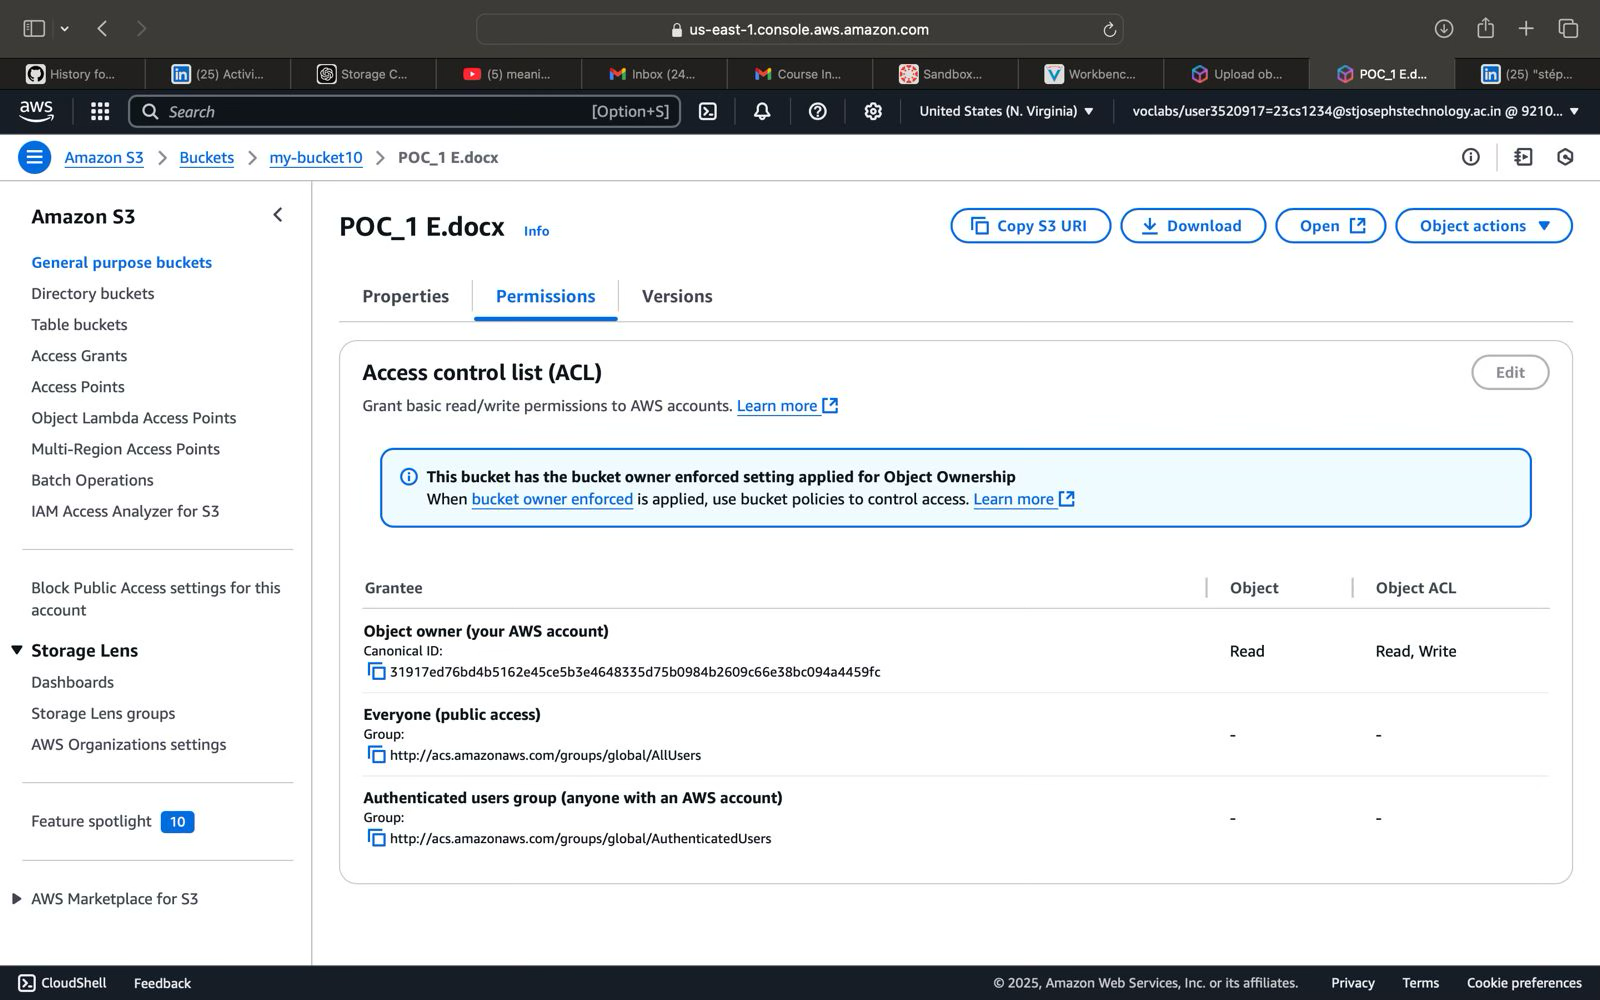 us-east-1.console.aws.amazon.com
History fo...
(25) Activi...
Storage C...
(5) meani...
Inbox (24...
Course In...
Sandbox...
Workbenc...
Upload ob...
POC_1 E.d...
(25) "stép...
aws
Search
[Option+S]
United States (N. Virginia)
voclabs/user3520917=23cs1234@stjosephstechnology.ac.in @ 9210...
Amazon S3
Buckets
my-bucket10
POC_1 E.docx
Amazon S3
General purpose buckets
Directory buckets
Table buckets
Access Grants
Access Points
Object Lambda Access Points
Multi-Region Access Points
Batch Operations
IAM Access Analyzer for S3
Block Public Access settings for this
account
Storage Lens
Dashboards
Storage Lens groups
AWS Organizations settings
Feature spotlight 10
AWS Marketplace for S3
POC_1 E.docx Info
Copy S3 URI
Download
Open
Object actions
Properties
Permissions
Versions
Access control list (ACL)
Edit
Grant basic read/write permissions to AWS accounts. Learn more
This bucket has the bucket owner enforced setting applied for Object Ownership
When bucket owner enforced is applied, use bucket policies to control access. Learn more
Grantee Object Object ACL
Object owner (your AWS account)
Canonical ID:
31917ed76bd4b5162e45ce5b3e4648335d75b0984b2609c66e38bc094a4459fc
Read Read, Write
Everyone (public access)
Group:
http://acs.amazonaws.com/groups/global/AllUsers
- -
Authenticated users group (anyone with an AWS account)
Group:
http://acs.amazonaws.com/groups/global/AuthenticatedUsers
- -
CloudShell
Feedback
© 2025, Amazon Web Services, Inc. or its affiliates.
Privacy
Terms
Cookie preferences